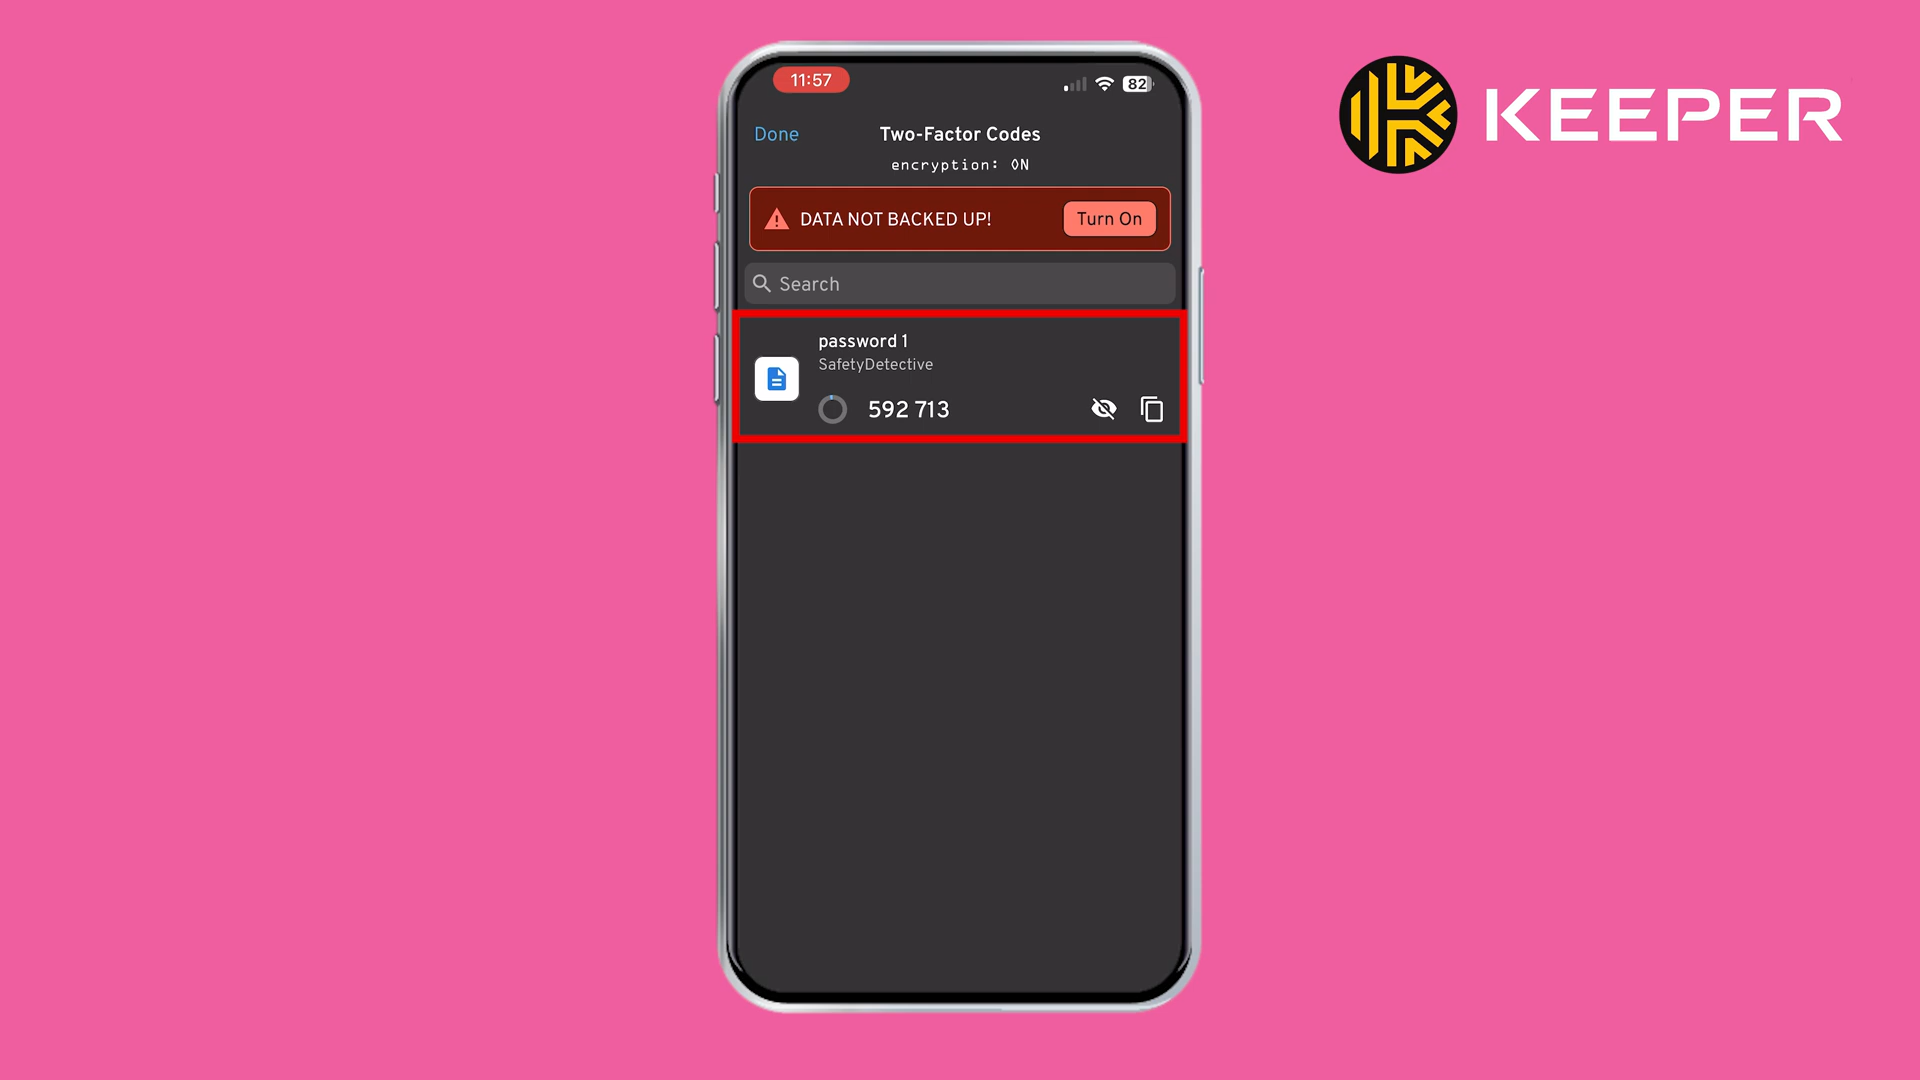 11:57
82
Done
Two-Factor Codes
encryption: ON
DATA NOT BACKED UP!
Turn On
Search
password 1
SafetyDetective
592 713
KEEPER